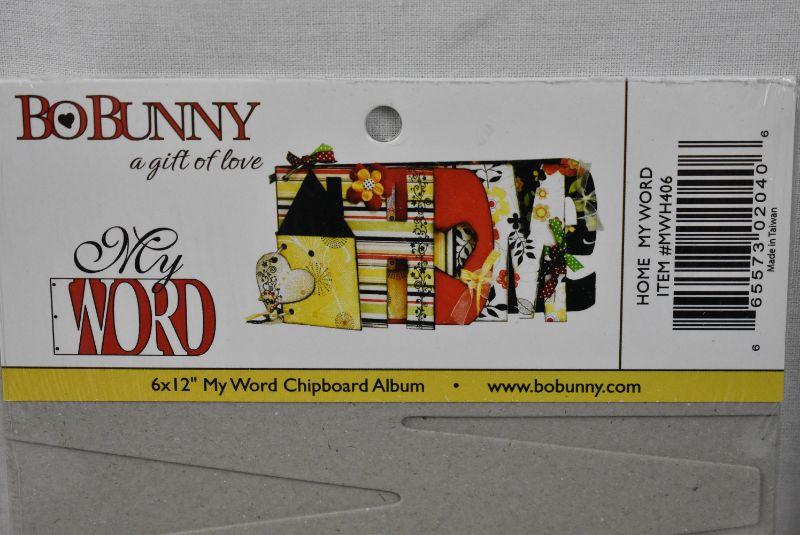 BOBUNNY
a gift of love
My
WORD
HOME
6x12" My Word Chipboard Album • www.bobunny.com
HOME MY WORD
ITEM #MWH406
6 65573 02040 6
Made in Taiwan